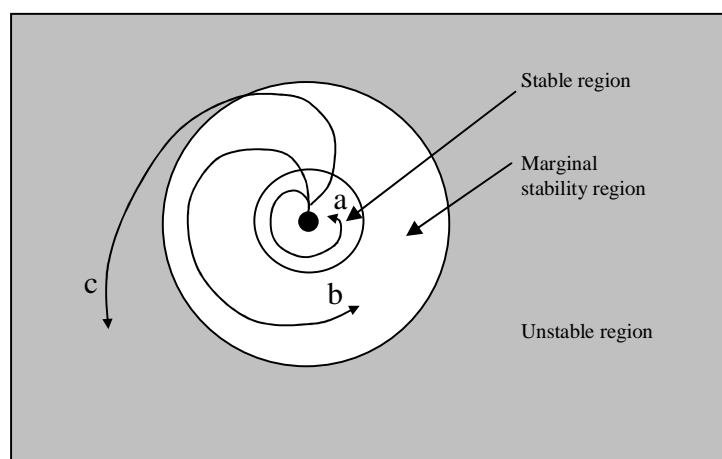 Stable region
Marginal
stability region
a
c
b
Unstable region